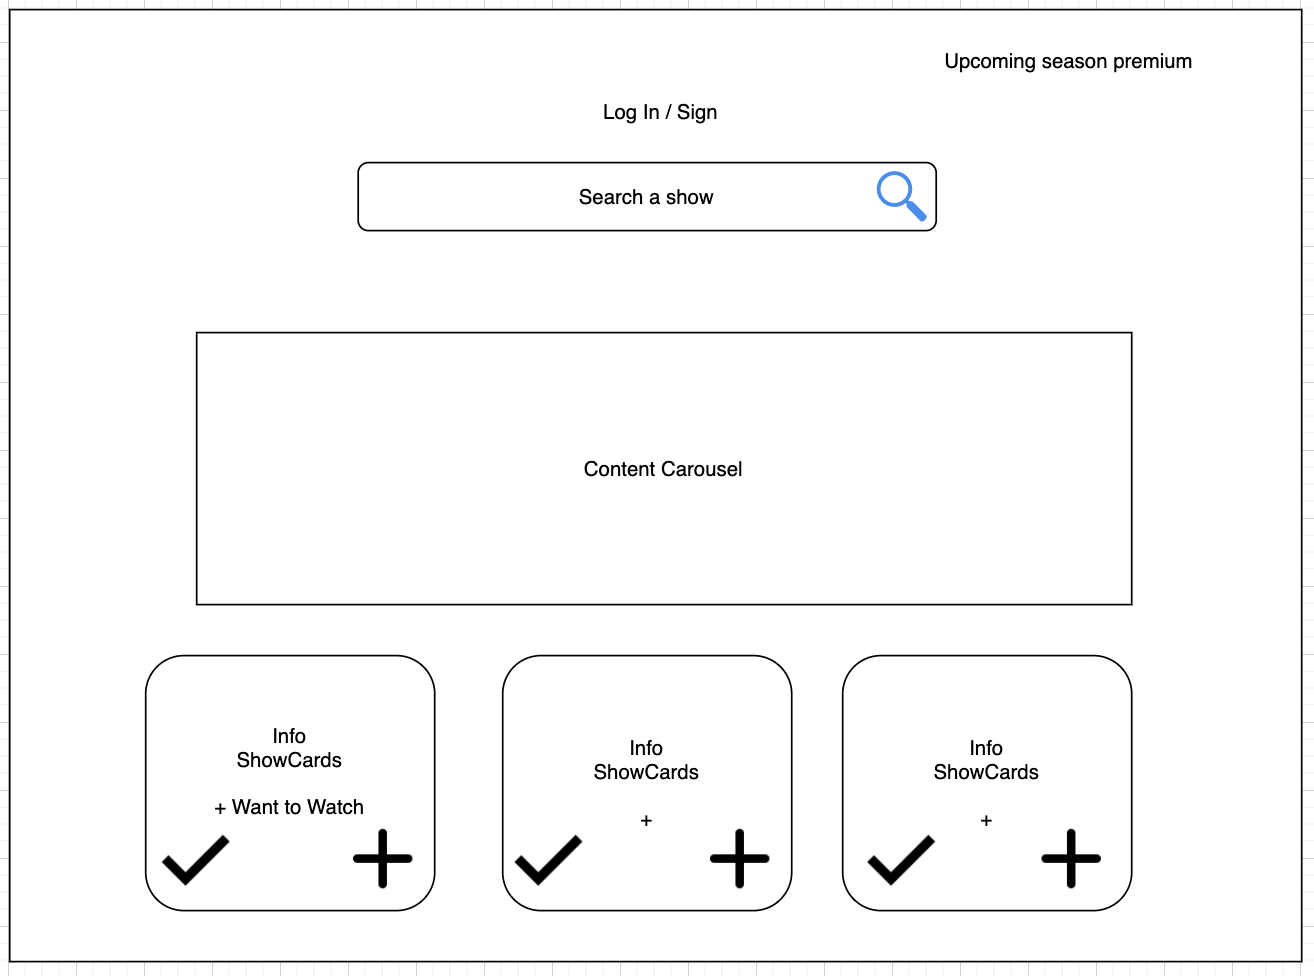 Upcoming season premium
Log In / Sign
Search a show
Content Carousel
Info
ShowCards
+ Want to Watch
Info
ShowCards
+
Info
ShowCards
+